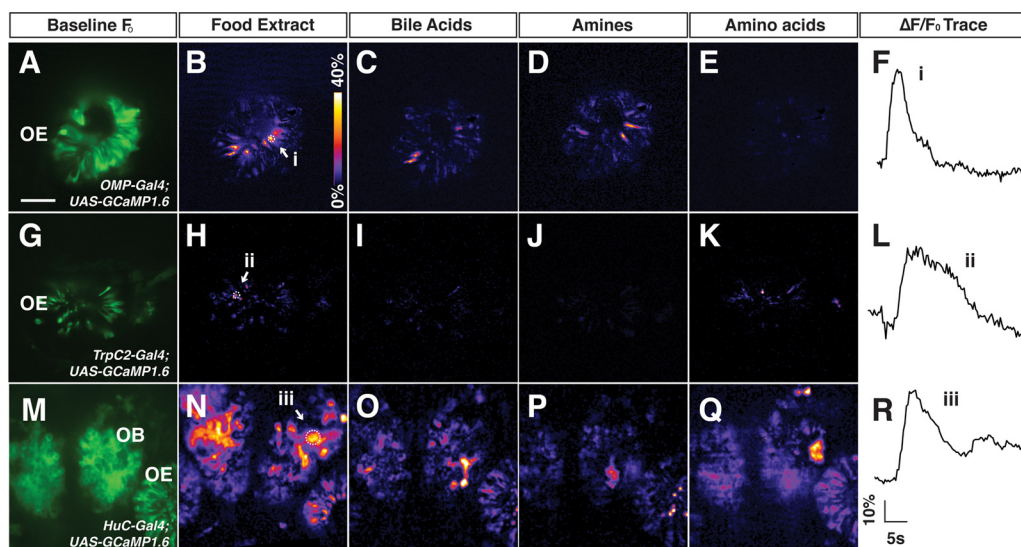 Baseline F₀ Food Extract Bile Acids Amines Amino acids ΔF/F₀ Trace
A B C D E F
40%
0%
i
i
OE
OMP-Gal4;
UAS-GCaMP1.6
G H I J K L
ii
ii
OE
TrpC2-Gal4;
UAS-GCaMP1.6
M N O P Q R
iii
iii
OB
OE
HuC-Gal4;
UAS-GCaMP1.6
10%
5s